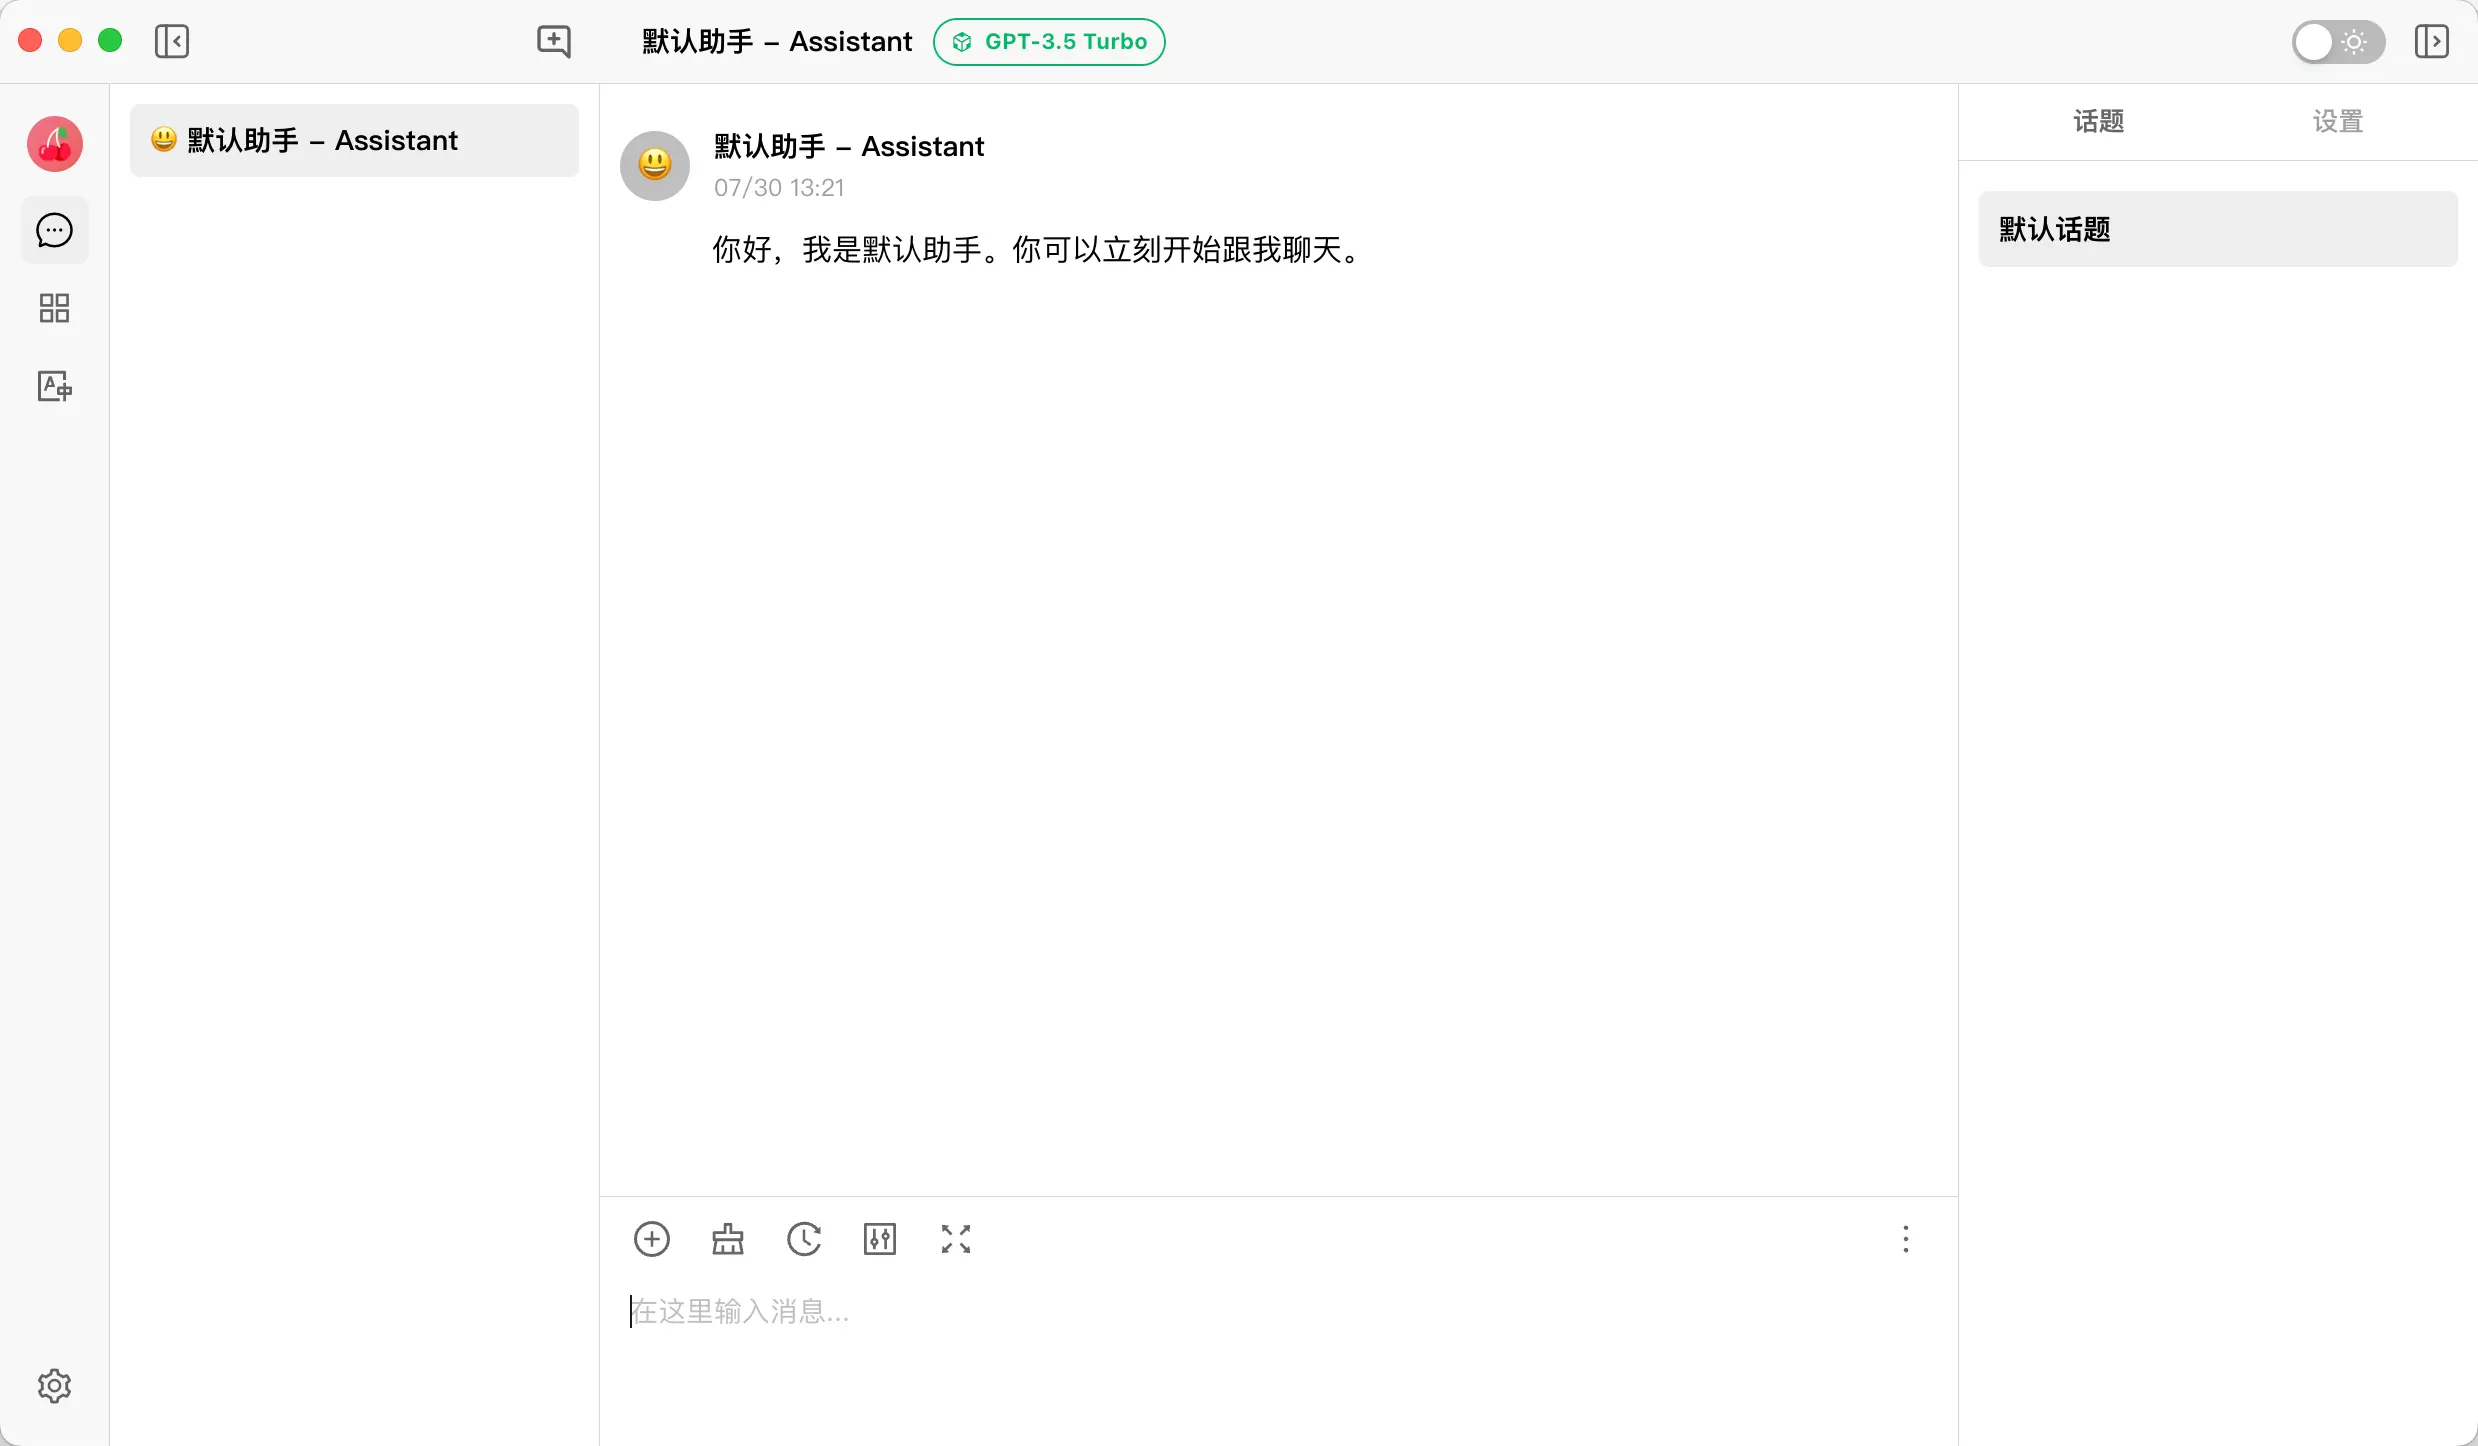 默认助手 – Assistant
GPT-3.5 Turbo
😃 默认助手 – Assistant
默认助手 – Assistant
07/30 13:21
你好，我是默认助手。你可以立刻开始跟我聊天。
在这里输入消息...
话题
设置
默认话题